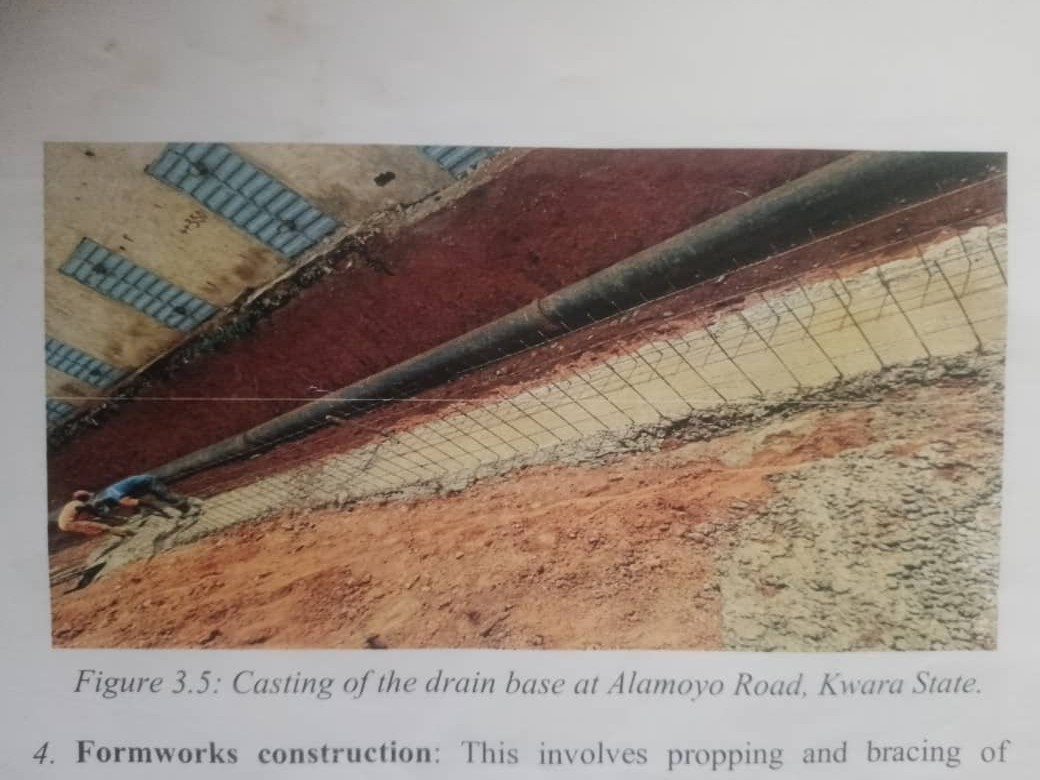 Figure 3.5: Casting of the drain base at Alamoyo Road, Kwara State.
4. Formworks construction: This involves propping and bracing of